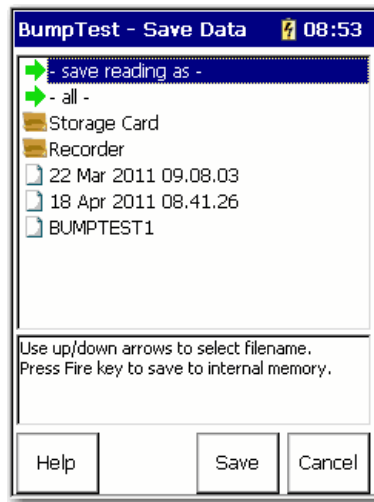 BumpTest - Save Data 08:53
- save reading as -
- all -
Storage Card
Recorder
22 Mar 2011 09.08.03
18 Apr 2011 08.41.26
BUMPTEST1
Use up/down arrows to select filename.
Press Fire key to save to internal memory.
Help Save Cancel